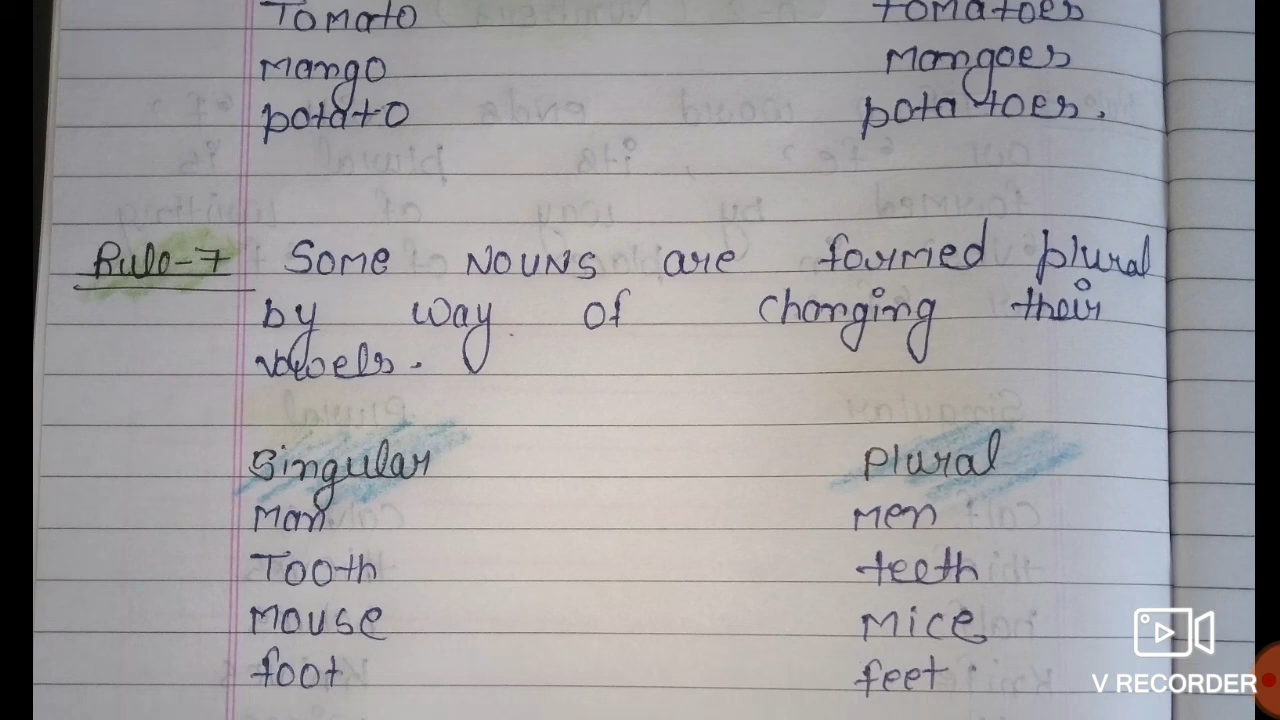 Tomato tomatoes
Mango Mangoes
potato potatoes.
Rule-7 Some Nouns are formed plural
by way of changing their
vowels.
Singular Plural
Man Men
Tooth teeth
Mouse Mice
foot feet
V RECORDER